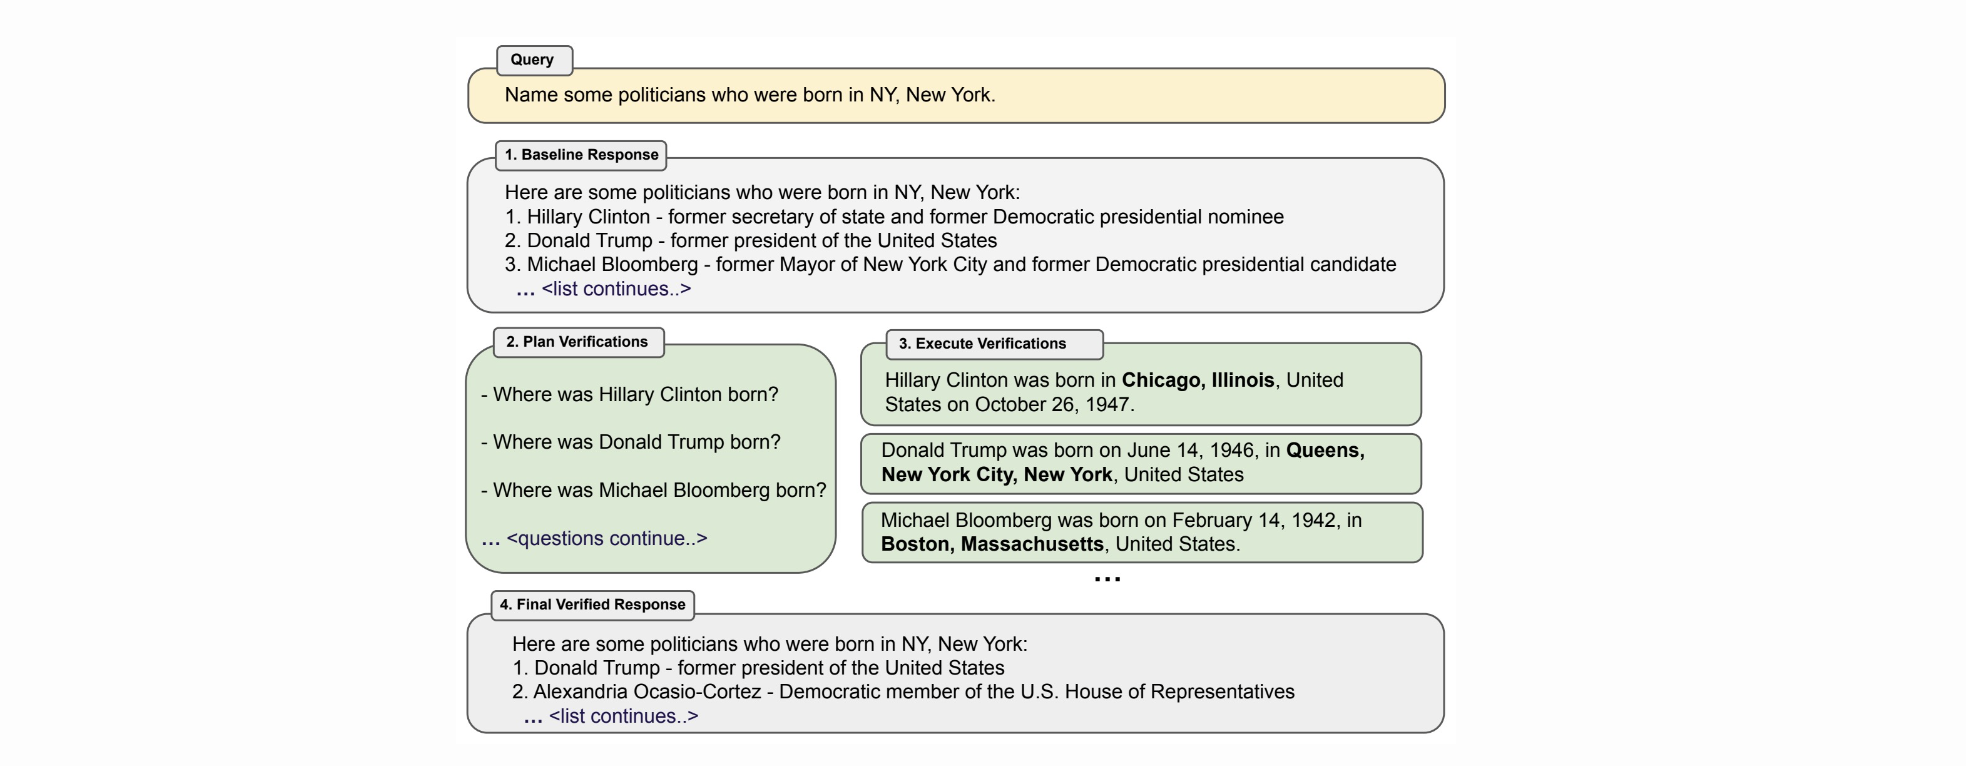 Query
Name some politicians who were born in NY, New York.
1. Baseline Response
Here are some politicians who were born in NY, New York:
1. Hillary Clinton - former secretary of state and former Democratic presidential nominee
2. Donald Trump - former president of the United States
3. Michael Bloomberg - former Mayor of New York City and former Democratic presidential candidate
... <list continues..>
2. Plan Verifications
- Where was Hillary Clinton born?
- Where was Donald Trump born?
- Where was Michael Bloomberg born?
... <questions continue..>
3. Execute Verifications
Hillary Clinton was born in Chicago, Illinois, United
States on October 26, 1947.
Donald Trump was born on June 14, 1946, in Queens,
New York City, New York, United States
Michael Bloomberg was born on February 14, 1942, in
Boston, Massachusetts, United States.
...
4. Final Verified Response
Here are some politicians who were born in NY, New York:
1. Donald Trump - former president of the United States
2. Alexandria Ocasio-Cortez - Democratic member of the U.S. House of Representatives
... <list continues..>